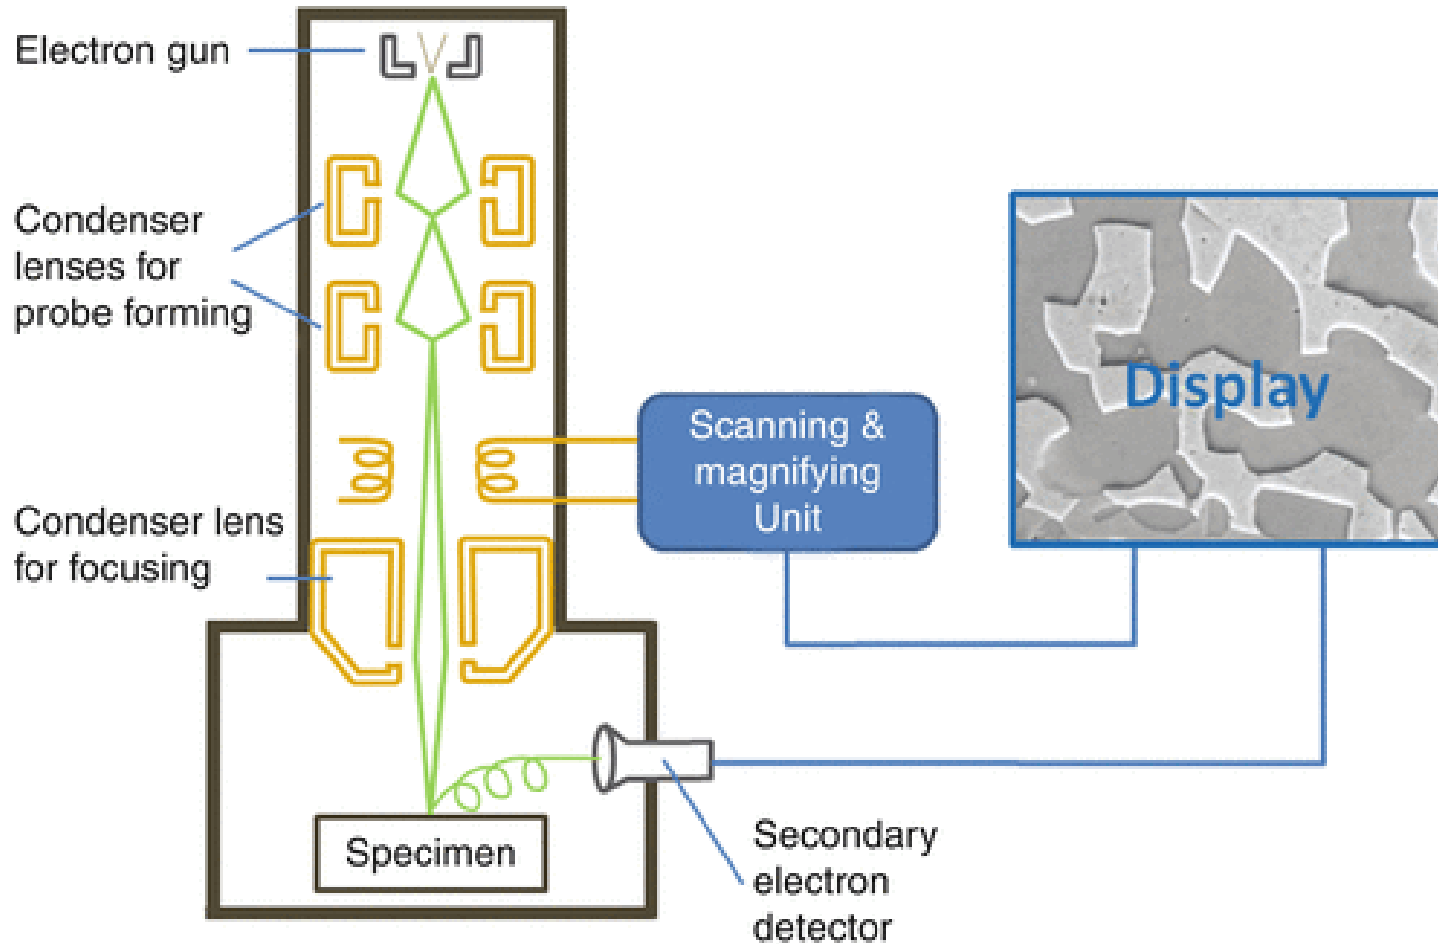 Electron gun
Condenser
lenses for
probe forming
Scanning &
magnifying
Unit
Display
Condenser lens
for focusing
Specimen
Secondary
electron
detector